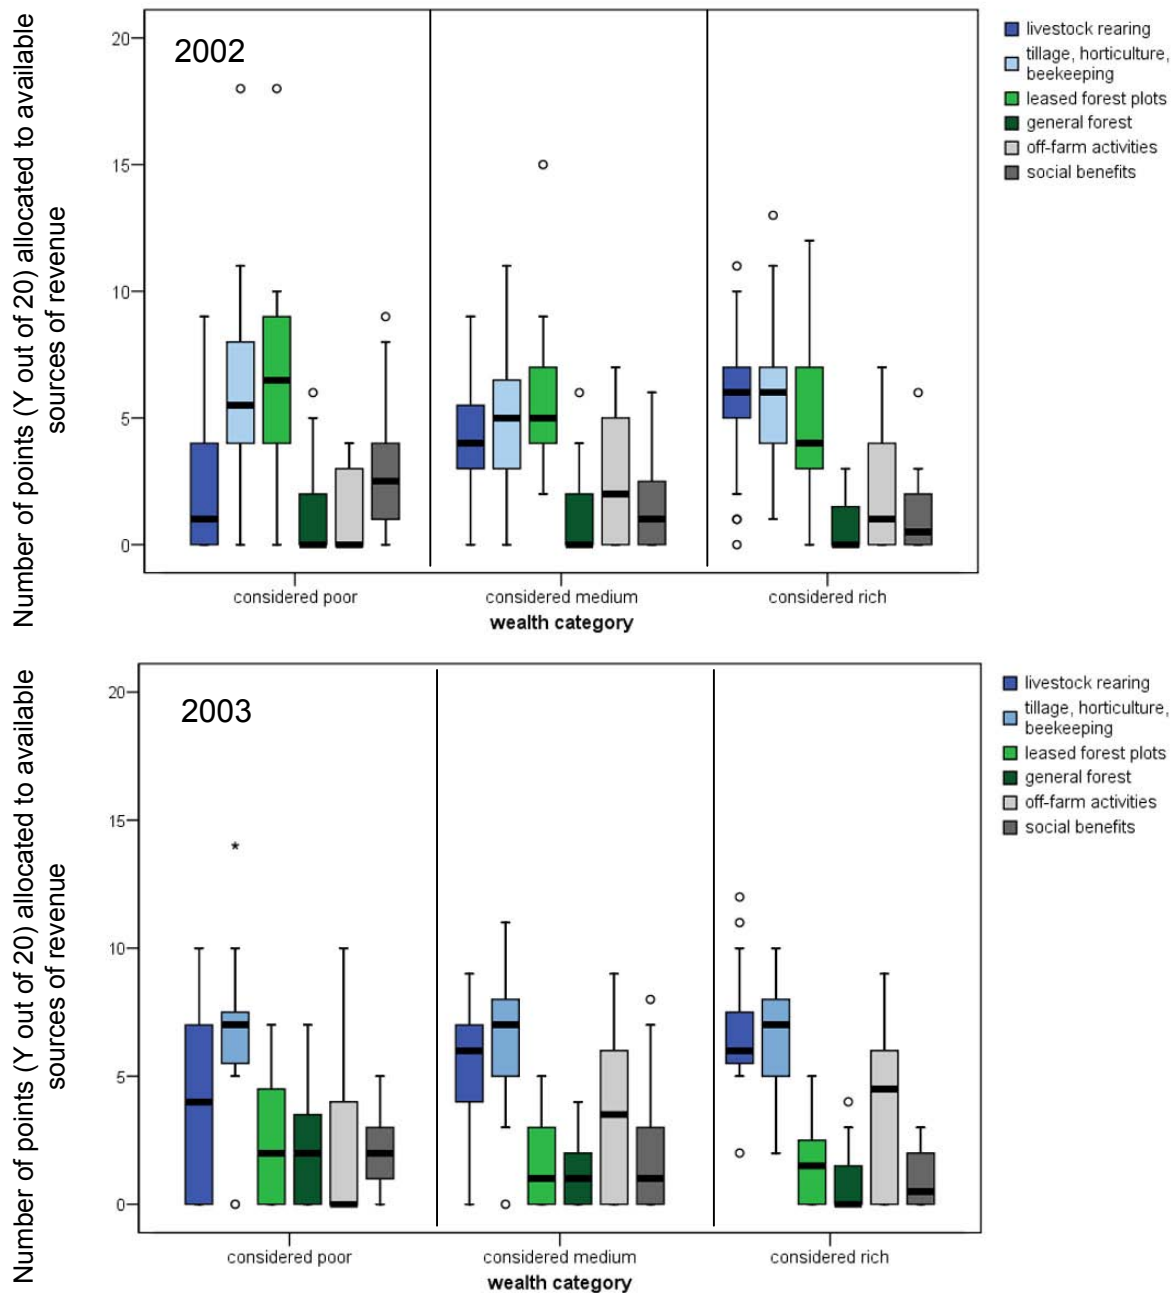 Number of points (Y out of 20) allocated to available
sources of revenue
2002
20
15
10
5
0
considered poor
considered medium
considered rich
wealth category
livestock rearing
tillage, horticulture,
beekeeping
leased forest plots
general forest
off-farm activities
social benefits
Number of points (Y out of 20) allocated to available
sources of revenue
2003
20
15
10
5
0
considered poor
considered medium
considered rich
wealth category
livestock rearing
tillage, horticulture,
beekeeping
leased forest plots
general forest
off-farm activities
social benefits